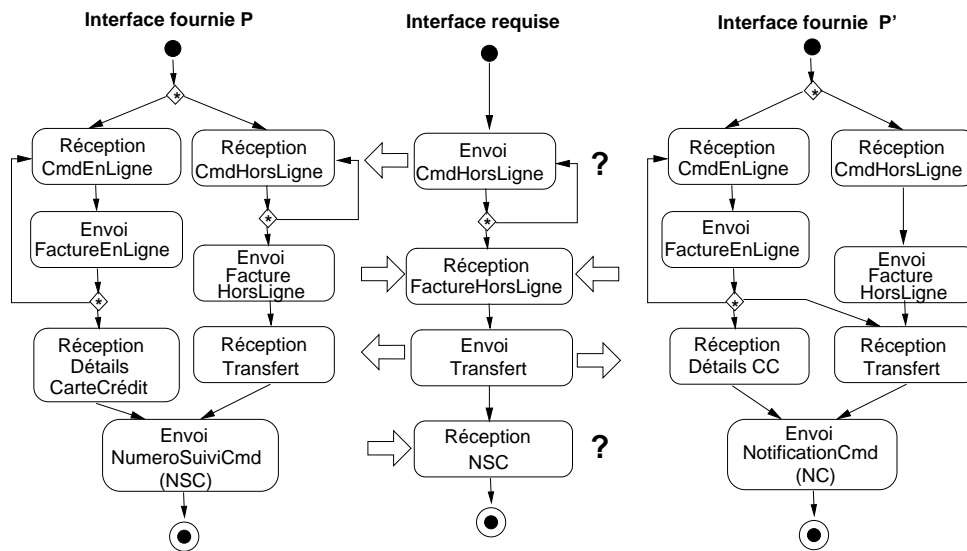 Interface fournie P
*
Réception
CmdEnLigne
Réception
CmdHorsLigne
Envoi
FactureEnLigne
*
*
Envoi
Facture
HorsLigne
Réception
Détails
CarteCrédit
Réception
Transfert
Envoi
NumeroSuiviCmd
(NSC)
Interface requise
Envoi
CmdHorsLigne
?
*
Réception
FactureHorsLigne
Envoi
Transfert
Réception
NSC
?
Interface fournie P’
*
Réception
CmdEnLigne
Réception
CmdHorsLigne
Envoi
FactureEnLigne
Envoi
Facture
HorsLigne
*
Réception
Détails CC
Réception
Transfert
Envoi
NotificationCmd
(NC)